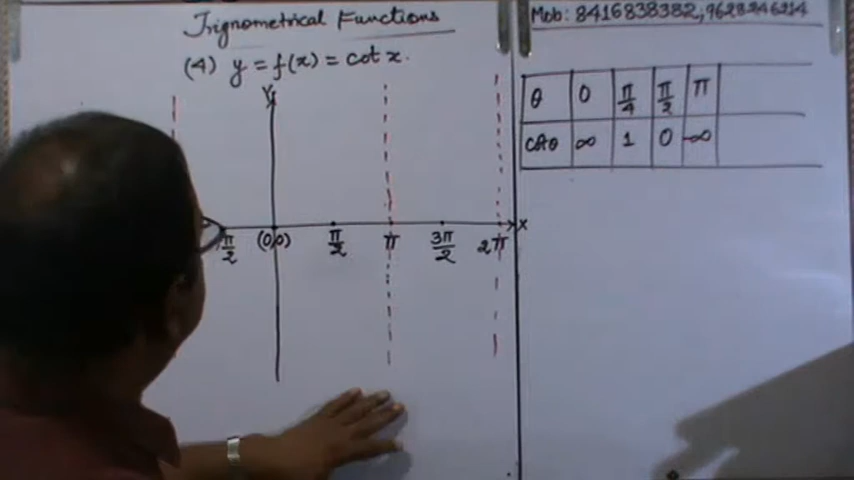 Trignometrical Functions
Mob: 8416838382, 9628246214
(4) y = f(x) = cot x.
Y
θ 0 π/4 π/2 π
cotθ ∞ 1 0 -∞
X
π/2 (0,0) π/2 π 3π/2 2π